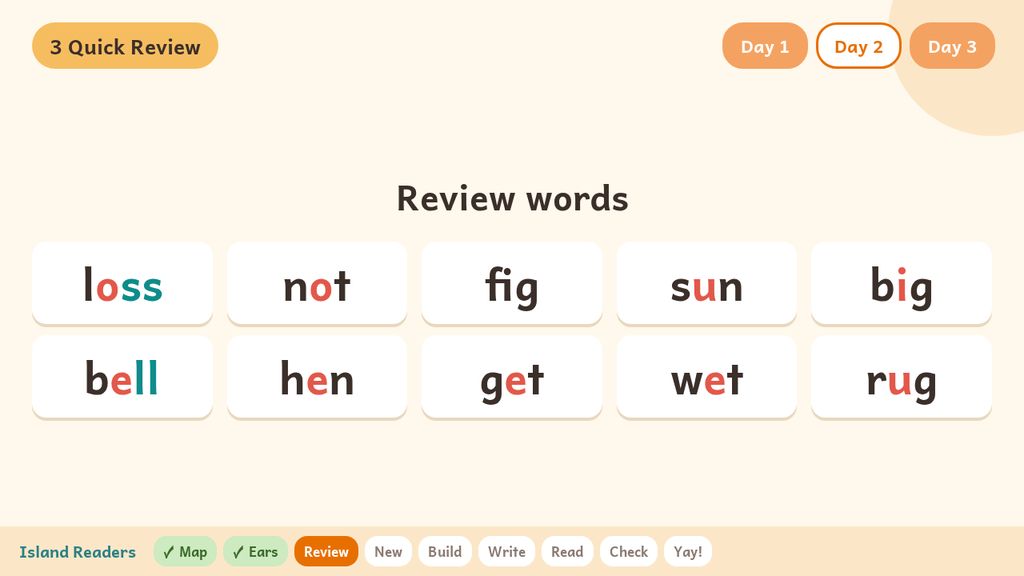 3 Quick Review
Day 1 Day 2 Day 3
Review words
loss not fig sun big
bell hen get wet rug
Island Readers ✓ Map ✓ Ears Review New Build Write Read Check Yay!